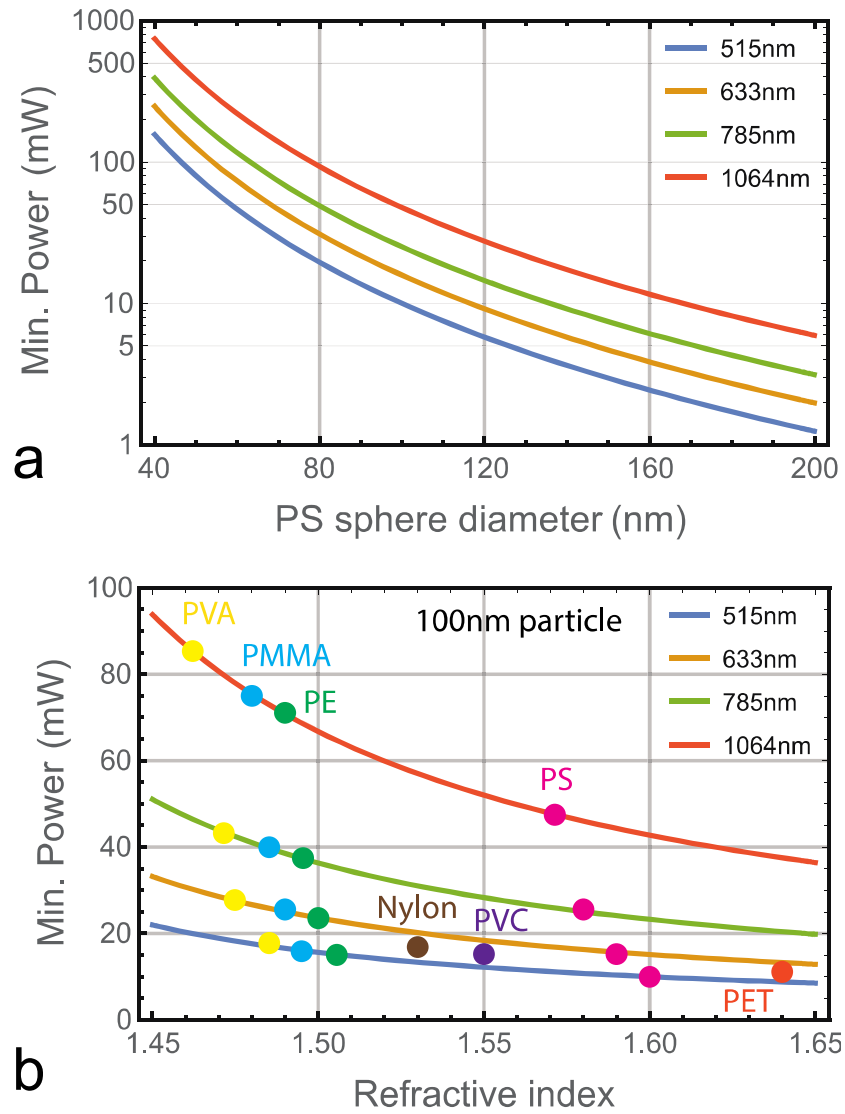 1000
500
100
50
10
5
1
Min. Power (mW)
515nm
633nm
785nm
1064nm
40 80 120 160 200
PS sphere diameter (nm)
a
100
80
60
40
20
0
Min. Power (mW)
PVA
PMMA
PE
100nm particle
515nm
633nm
785nm
1064nm
PS
Nylon
PVC
PET
1.45 1.50 1.55 1.60 1.65
Refractive index
b